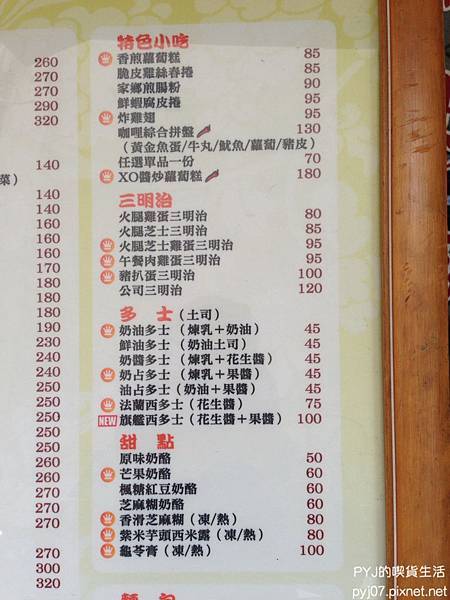 260
270
270
290
320
140
菜）
140
140
160
160
160
170
180
180
180
190
230
240
240
250
250
250
250
250
260
260
270
270
270
300
320
特色小吃
香煎蘿蔔糕 85
脆皮雞絲春捲 85
家鄉煎腸粉 90
鮮蝦腐皮捲 95
炸雞翅 95
咖哩綜合拼盤 130
（黃金魚蛋/牛丸/魷魚/蘿蔔/豬皮）
任選單品一份 70
XO醬炒蘿蔔糕 180
三明治
火腿雞蛋三明治 80
火腿芝士三明治 85
火腿芝士雞蛋三明治 95
午餐肉雞蛋三明治 95
豬扒蛋三明治 100
公司三明治 120
多 士（土司）
奶油多士 （煉乳＋奶油） 45
鮮油多士 （奶油土司） 45
奶醬多士 （煉乳＋花生醬） 45
奶占多士 （煉乳＋果醬） 45
油占多士（奶油＋果醬） 45
法蘭西多士（花生醬） 75
NEW 旗艦西多士（花生醬＋果醬） 100
甜 點
原味奶酪 50
芒果奶酪 60
楓糖紅豆奶酪 60
芝麻糊奶酪 60
香滑芝麻糊（凍/熱） 80
紫米芋頭西米露（凍/熱） 80
龜苓膏（凍/熱） 100
PYJ的喫貨生活
pyj07.pixnet.net